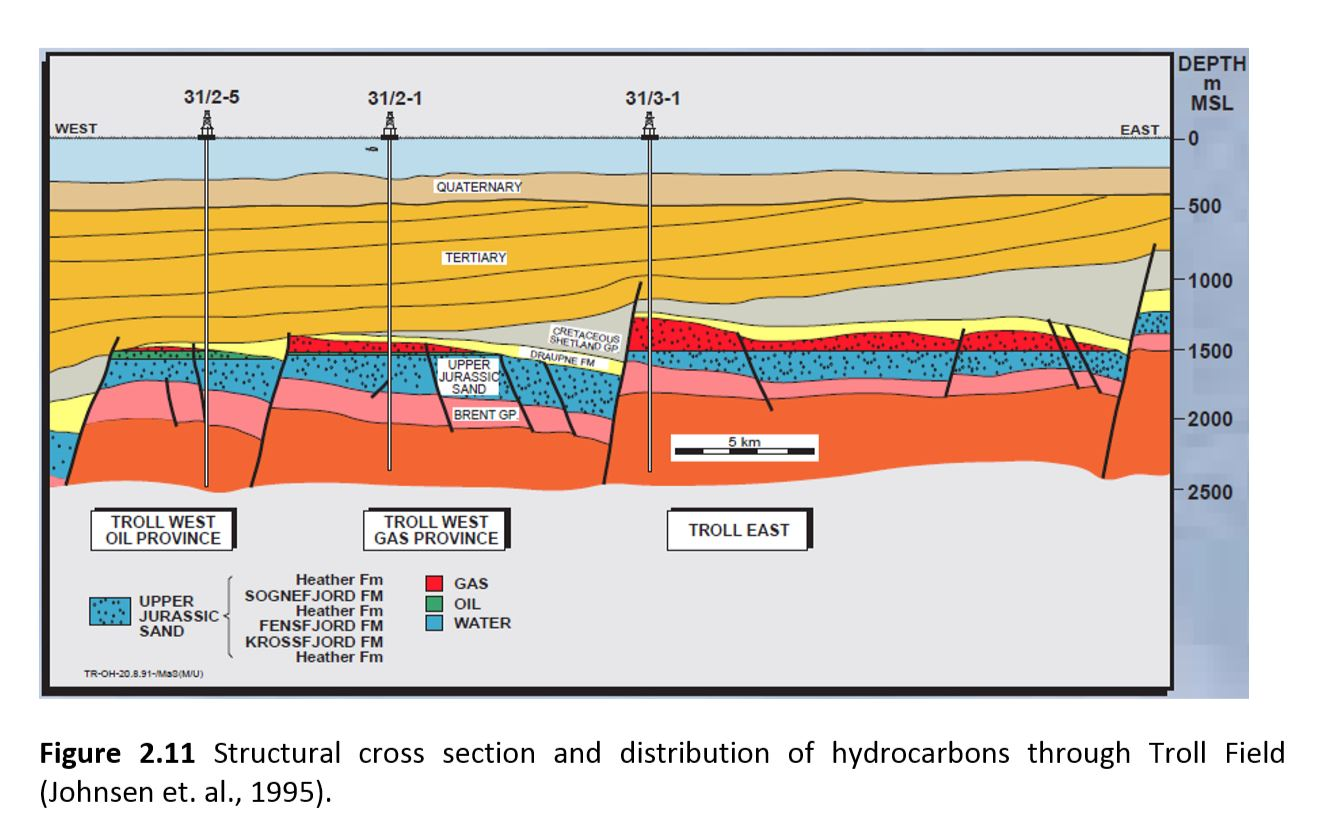 DEPTH
m
MSL
31/2-5
31/2-1
31/3-1
WEST
EAST
0
QUATERNARY
500
TERTIARY
1000
CRETACEOUS
SHETLAND GP
DRAUPNE FM
1500
UPPER
JURASSIC
SAND
BRENT GP.
2000
5 km
2500
TROLL WEST
OIL PROVINCE
TROLL WEST
GAS PROVINCE
TROLL EAST
UPPER
JURASSIC
SAND
Heather Fm
SOGNEFJORD FM
Heather Fm
FENSFJORD FM
KROSSFJORD FM
Heather Fm
GAS
OIL
WATER
TR-OH-20.8.91-/MaS(M/U)
Figure 2.11 Structural cross section and distribution of hydrocarbons through Troll Field
(Johnsen et. al., 1995).